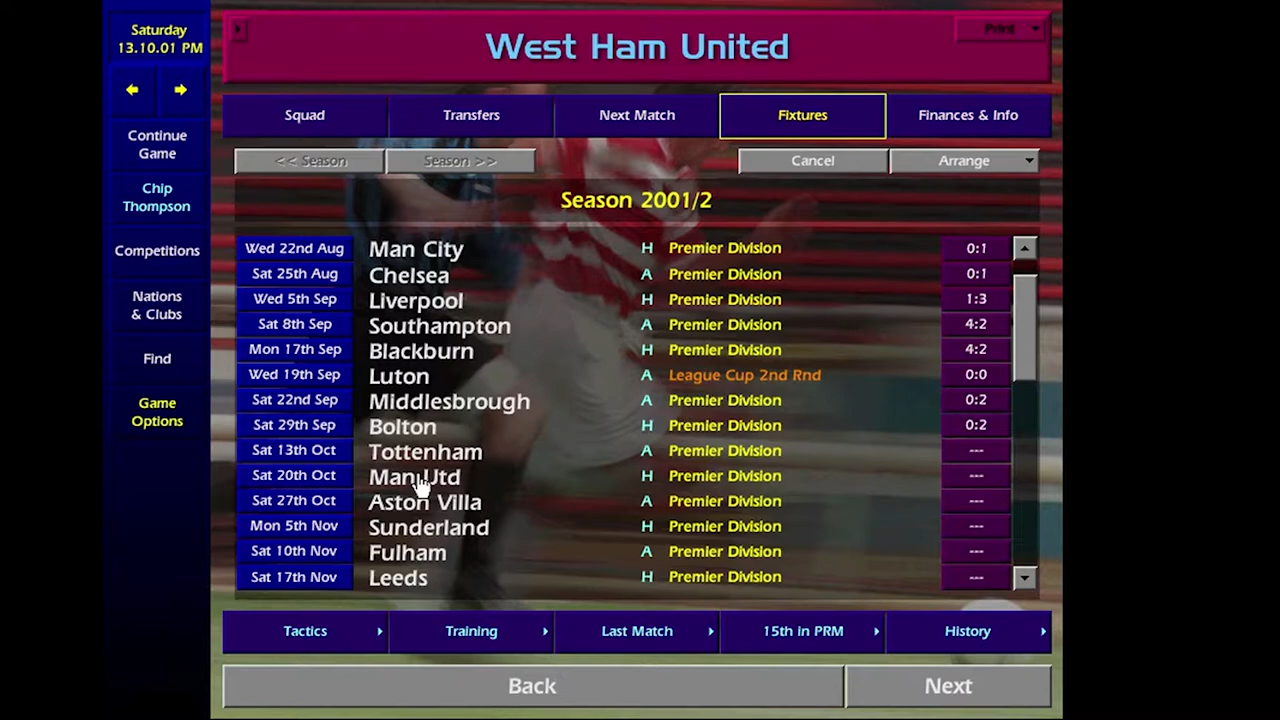 Saturday
13.10.01 PM
West Ham United
Print
Squad
Transfers
Next Match
Fixtures
Finances & Info
Continue
Game
<< Season
Season >>
Cancel
Arrange
Chip
Thompson
Season 2001/2
Competitions
Nations
& Clubs
Find
Game
Options
Wed 22nd Aug Man City H Premier Division 0:1
Sat 25th Aug Chelsea A Premier Division 0:1
Wed 5th Sep Liverpool H Premier Division 1:3
Sat 8th Sep Southampton A Premier Division 4:2
Mon 17th Sep Blackburn H Premier Division 4:2
Wed 19th Sep Luton A League Cup 2nd Rnd 0:0
Sat 22nd Sep Middlesbrough A Premier Division 0:2
Sat 29th Sep Bolton H Premier Division 0:2
Sat 13th Oct Tottenham A Premier Division ---
Sat 20th Oct Man Utd H Premier Division ---
Sat 27th Oct Aston Villa A Premier Division ---
Mon 5th Nov Sunderland H Premier Division ---
Sat 10th Nov Fulham A Premier Division ---
Sat 17th Nov Leeds H Premier Division ---
Tactics
Training
Last Match
15th in PRM
History
Back
Next